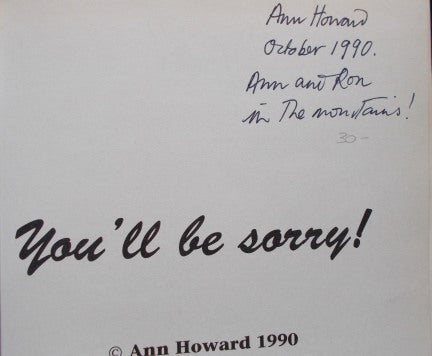 Ann Howard
October 1990.
Ann and Ron
in The mountains!
30-
You'll be sorry!
© Ann Howard 1990